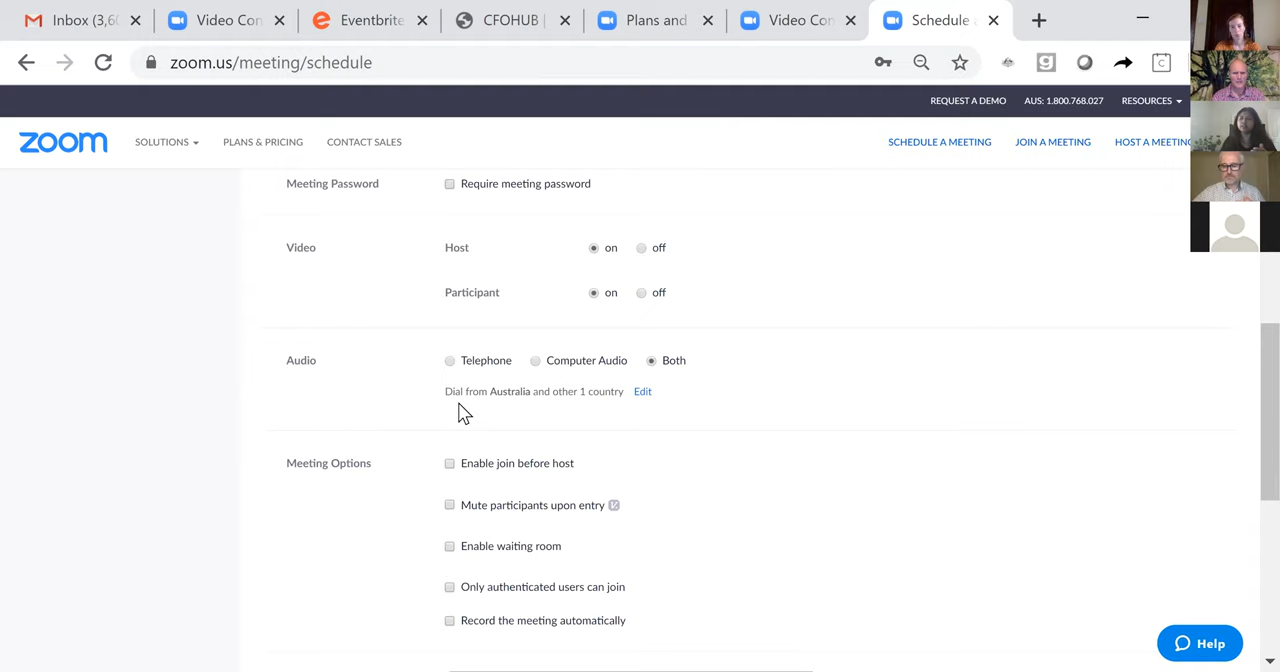 Inbox (3,60
Video Con
Eventbrite
CFOHUB |
Plans and
Video Con
Schedule a
zoom.us/meeting/schedule
REQUEST A DEMO AUS: 1.800.768.027 RESOURCES
zoom SOLUTIONS PLANS & PRICING CONTACT SALES SCHEDULE A MEETING JOIN A MEETING HOST A MEETING
Meeting Password Require meeting password
Video Host on off
Participant on off
Audio Telephone Computer Audio Both
Dial from Australia and other 1 country Edit
Meeting Options Enable join before host
Mute participants upon entry
Enable waiting room
Only authenticated users can join
Record the meeting automatically
Help